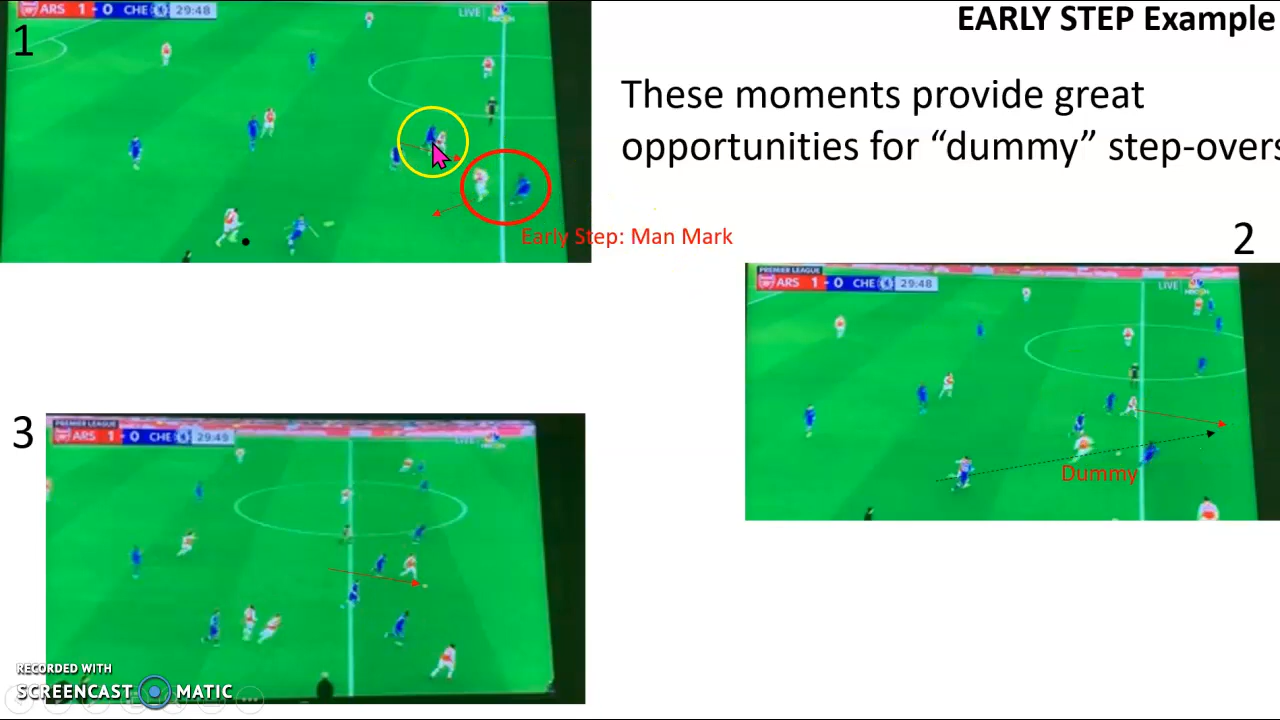 EARLY STEP Example
1
ARS 1 - 0 CHE 29:48
LIVE
These moments provide great
opportunities for “dummy” step-overs
Early Step: Man Mark
2
PREMIER LEAGUE
ARS 1 - 0 CHE 29:48
LIVE
Dummy
3
PREMIER LEAGUE
ARS 1 - 0 CHE 29:49
LIVE
RECORDED WITH
SCREENCAST MATIC